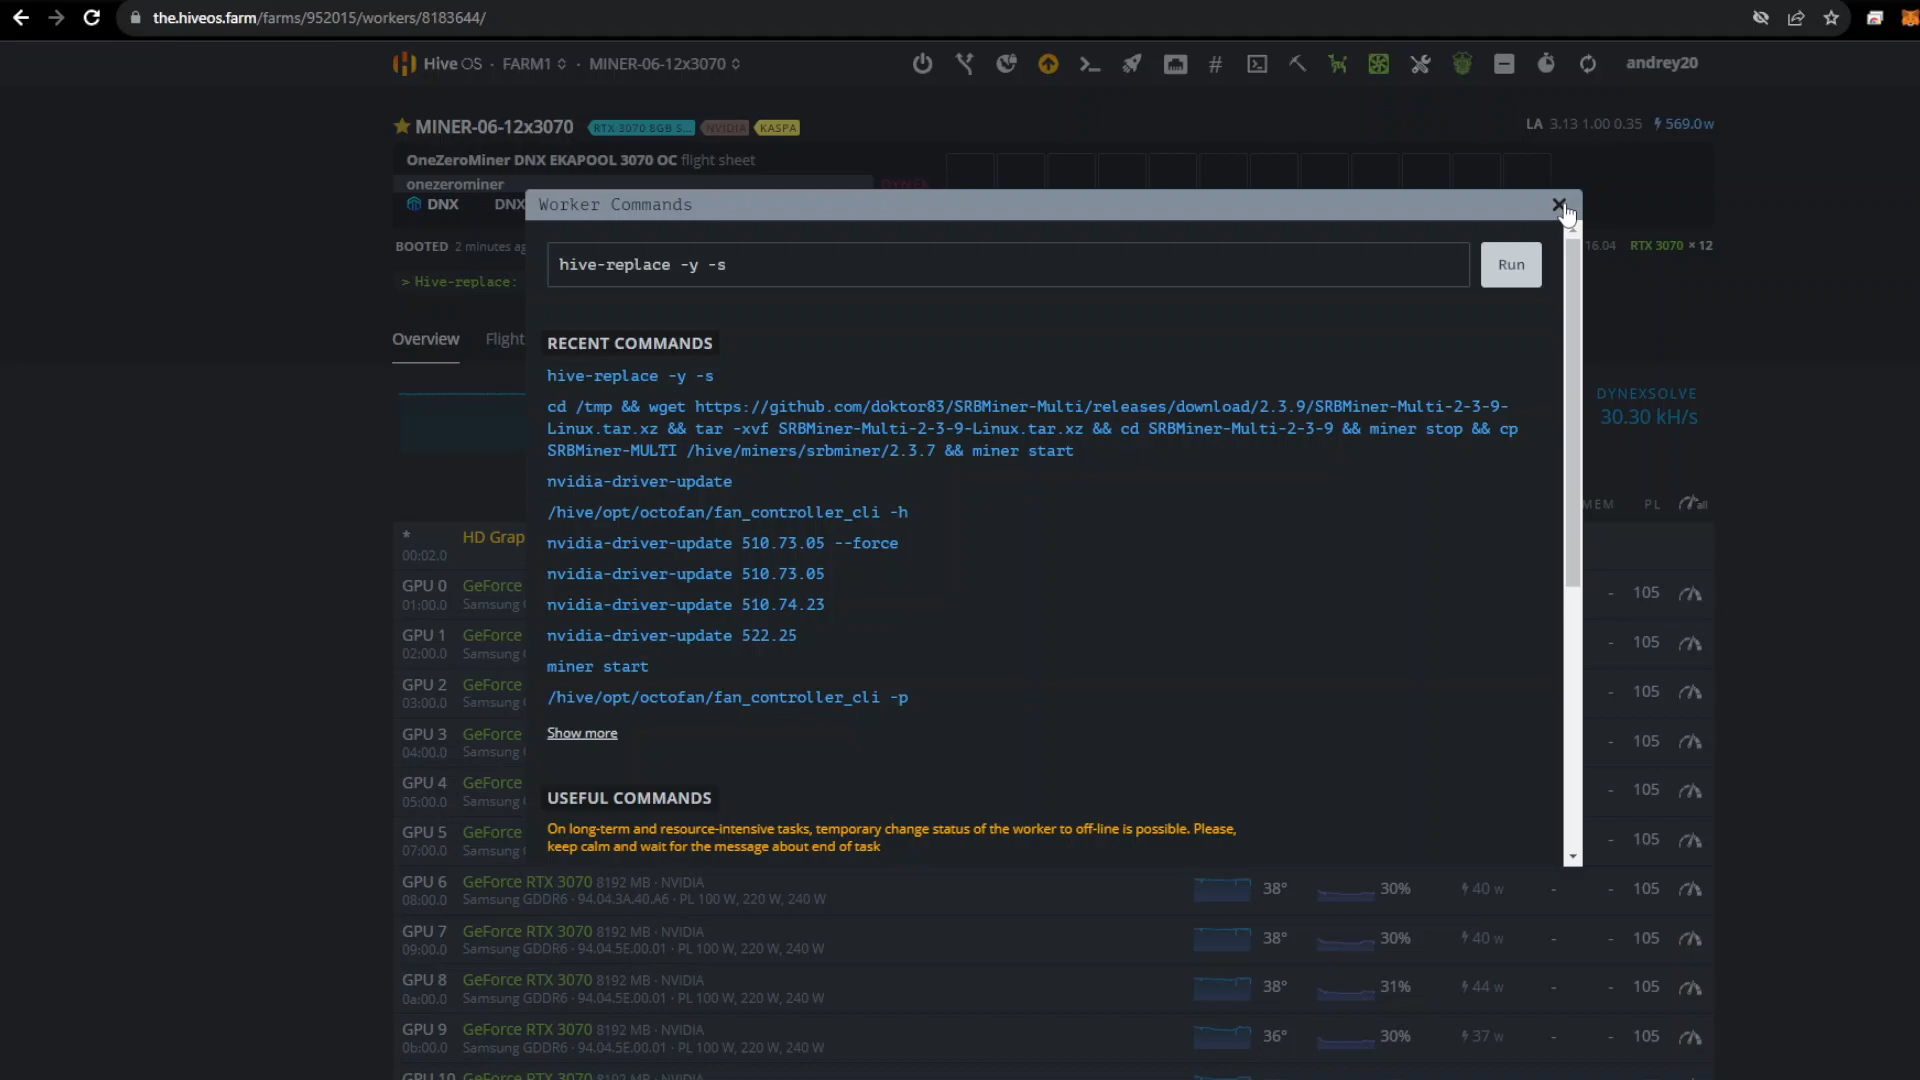 the.hiveos.farm/farms/952015/workers/8183644/
Hive OS · FARM1 · MINER-06-12x3070
andrey20
MINER-06-12x3070 RTX 3070 8GB S... NVIDIA KASPA
LA 3.13 1.00 0.35 569.0w
OneZeroMiner DNX EKAPOOL 3070 OC flight sheet
onezerominer
DNX DNX
Worker Commands
BOOTED 2 minutes ag
16.04 RTX 3070 × 12
hive-replace -y -s
Run
> Hive-replace:
Overview Flight
RECENT COMMANDS
hive-replace -y -s
cd /tmp && wget https://github.com/doktor83/SRBMiner-Multi/releases/download/2.3.9/SRBMiner-Multi-2-3-9-
Linux.tar.xz && tar -xvf SRBMiner-Multi-2-3-9-Linux.tar.xz && cd SRBMiner-Multi-2-3-9 && miner stop && cp
SRBMiner-MULTI /hive/miners/srbminer/2.3.7 && miner start
nvidia-driver-update
/hive/opt/octofan/fan_controller_cli -h
nvidia-driver-update 510.73.05 --force
nvidia-driver-update 510.73.05
nvidia-driver-update 510.74.23
nvidia-driver-update 522.25
miner start
/hive/opt/octofan/fan_controller_cli -p
Show more
USEFUL COMMANDS
On long-term and resource-intensive tasks, temporary change status of the worker to off-line is possible. Please,
keep calm and wait for the message about end of task
DYNEXSOLVE
30.30 kH/s
MEM PL all
* HD Grap
00:02.0
GPU 0 GeForce - 105
01:00.0 Samsung
GPU 1 GeForce - 105
02:00.0 Samsung
GPU 2 GeForce - 105
03:00.0 Samsung
GPU 3 GeForce - 105
04:00.0 Samsung
GPU 4 GeForce - 105
05:00.0 Samsung
GPU 5 GeForce - 105
07:00.0 Samsung
GPU 6 GeForce RTX 3070 8192 MB · NVIDIA 38° 30% 40 w - - 105
08:00.0 Samsung GDDR6 · 94.04.3A.40.A6 · PL 100 W, 220 W, 240 W
GPU 7 GeForce RTX 3070 8192 MB · NVIDIA 38° 30% 40 w - - 105
09:00.0 Samsung GDDR6 · 94.04.5E.00.01 · PL 100 W, 220 W, 240 W
GPU 8 GeForce RTX 3070 8192 MB · NVIDIA 38° 31% 44 w - - 105
0a:00.0 Samsung GDDR6 · 94.04.5E.00.01 · PL 100 W, 220 W, 240 W
GPU 9 GeForce RTX 3070 8192 MB · NVIDIA 36° 30% 37 w - - 105
0b:00.0 Samsung GDDR6 · 94.04.5E.00.01 · PL 100 W, 220 W, 240 W
GPU 10 GeForce RTX 3070 8192 MB · NVIDIA